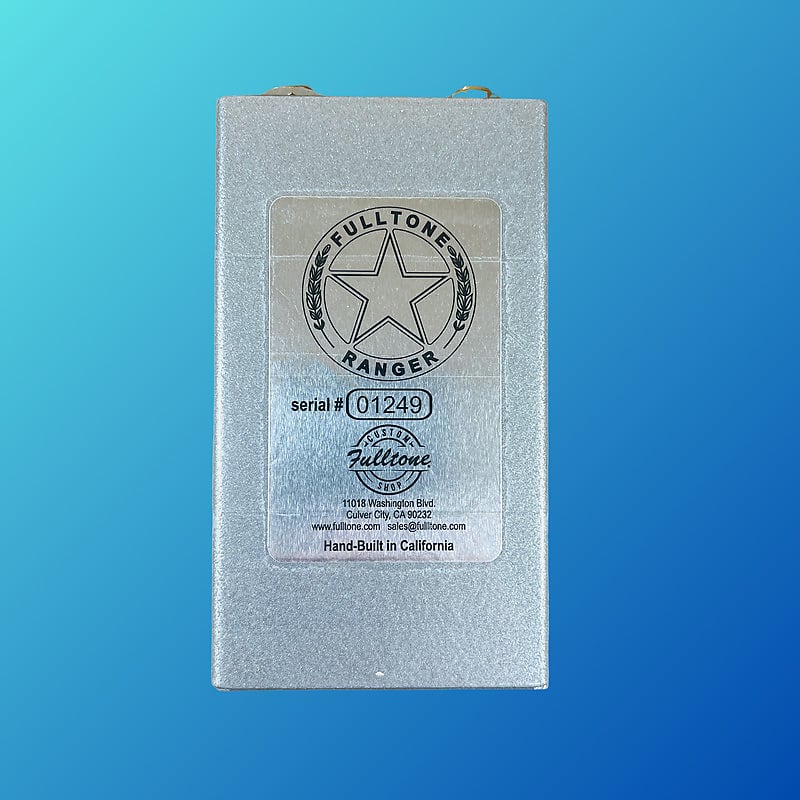 FULLTONE
RANGER
serial # 01249
CUSTOM
Fulltone
SHOP
11018 Washington Blvd.
Culver City, CA 90232
www.fulltone.com sales@fullltone.com
Hand-Built in California